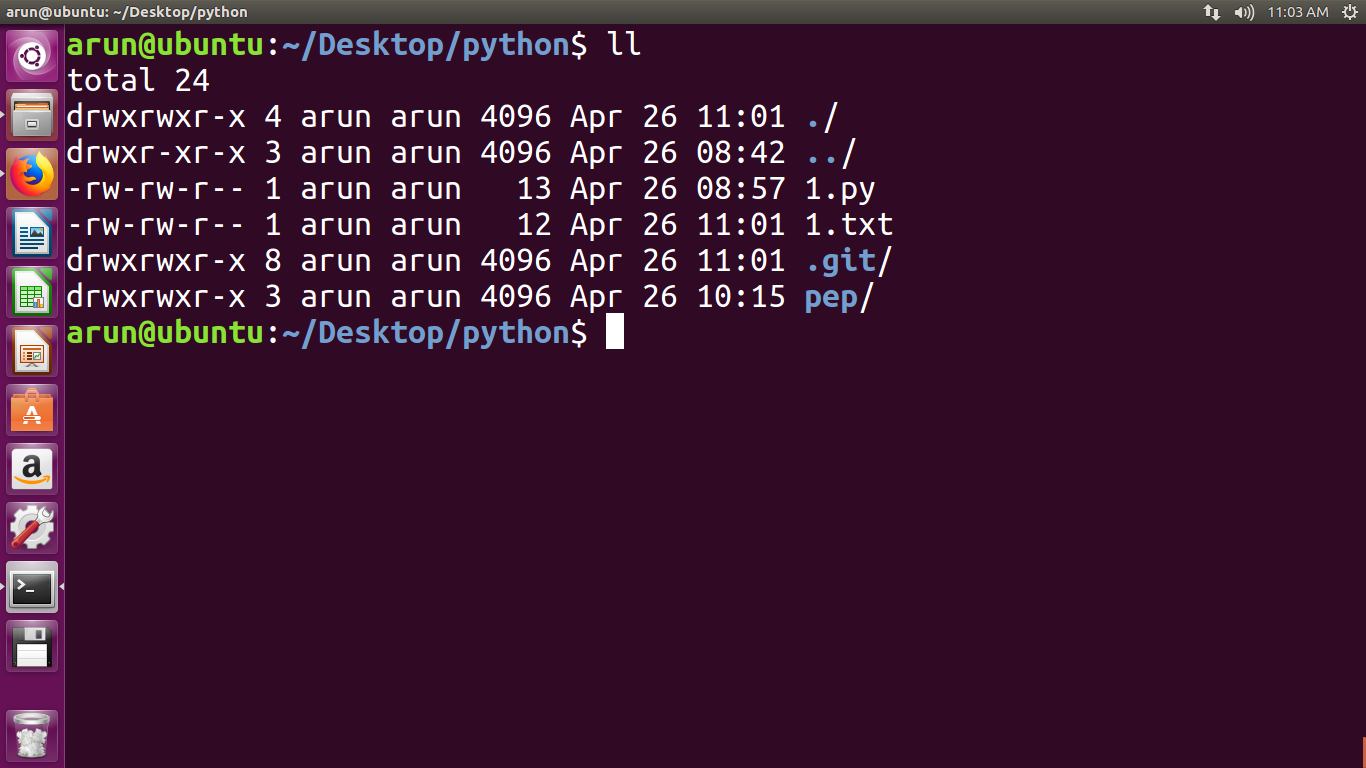 arun@ubuntu: ~/Desktop/python
11:03 AM
arun@ubuntu:~/Desktop/python$ ll
total 24
drwxrwxr-x 4 arun arun 4096 Apr 26 11:01 ./
drwxr-xr-x 3 arun arun 4096 Apr 26 08:42 ../
-rw-rw-r-- 1 arun arun   13 Apr 26 08:57 1.py
-rw-rw-r-- 1 arun arun   12 Apr 26 11:01 1.txt
drwxrwxr-x 8 arun arun 4096 Apr 26 11:01 .git/
drwxrwxr-x 3 arun arun 4096 Apr 26 10:15 pep/
arun@ubuntu:~/Desktop/python$